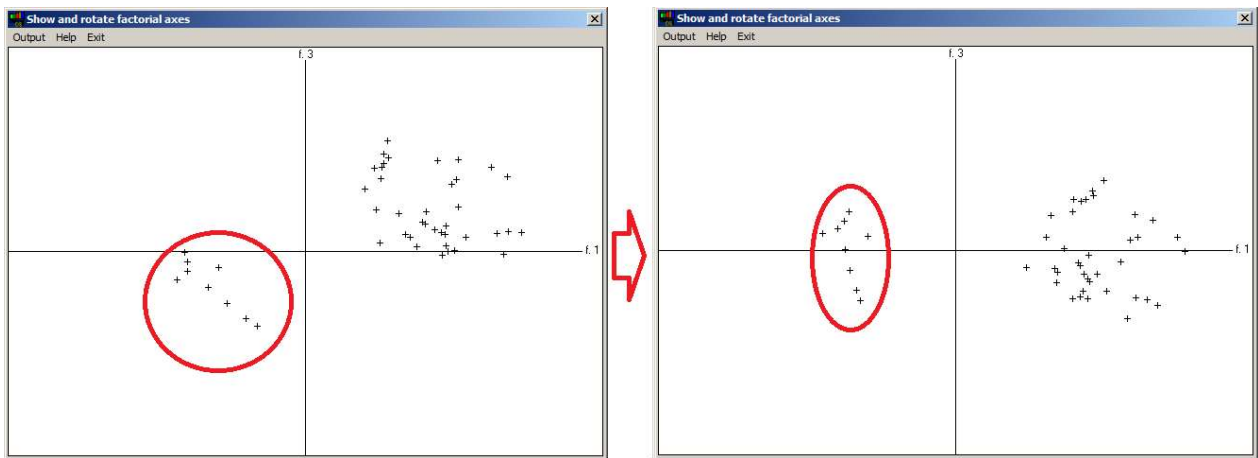 Show and rotate factorial axes
Output Help Exit
f. 3
f. 1
Show and rotate factorial axes
Output Help Exit
f. 3
f. 1